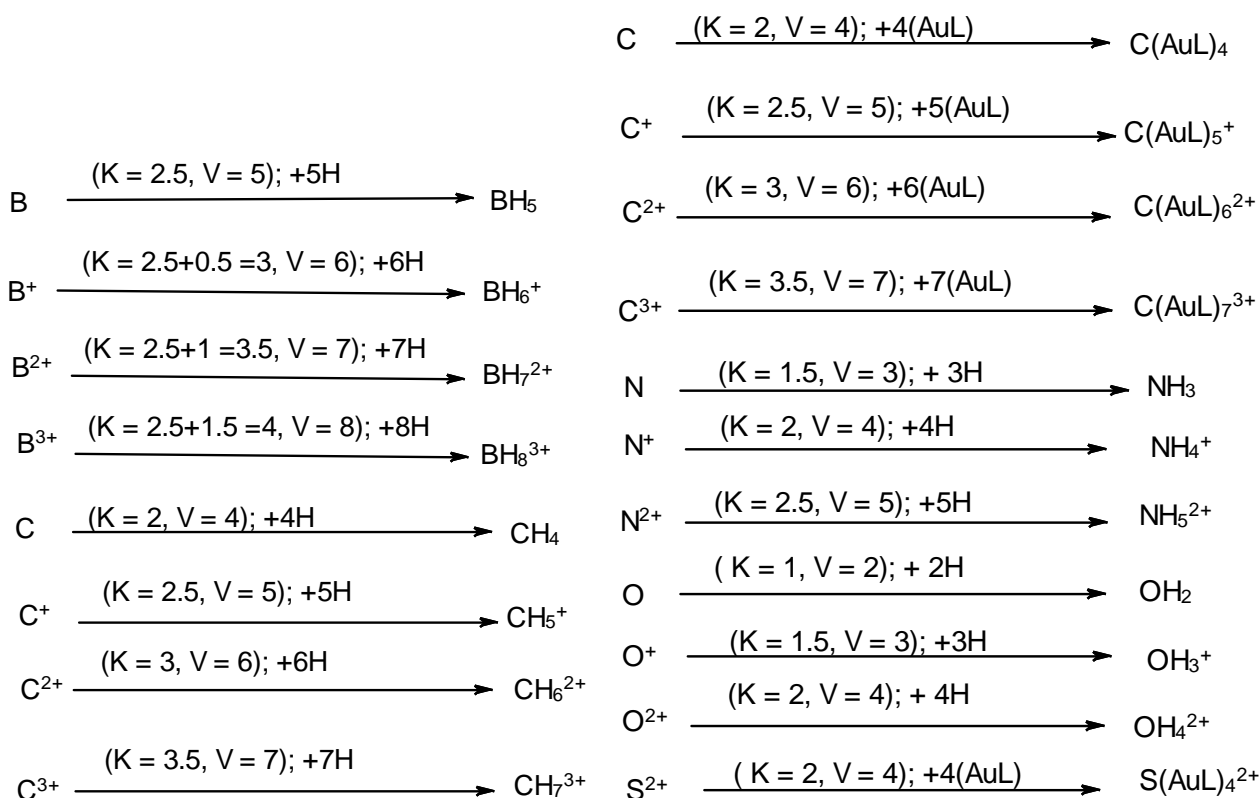 B (K = 2.5, V = 5); +5H BH₅
B⁺ (K = 2.5+0.5 =3, V = 6); +6H BH₆⁺
B²⁺ (K = 2.5+1 =3.5, V = 7); +7H BH₇²⁺
B³⁺ (K = 2.5+1.5 =4, V = 8); +8H BH₈³⁺
C (K = 2, V = 4); +4H CH₄
C⁺ (K = 2.5, V = 5); +5H CH₅⁺
C²⁺ (K = 3, V = 6); +6H CH₆²⁺
C³⁺ (K = 3.5, V = 7); +7H CH₇³⁺
C (K = 2, V = 4); +4(AuL) C(AuL)₄
C⁺ (K = 2.5, V = 5); +5(AuL) C(AuL)₅⁺
C²⁺ (K = 3, V = 6); +6(AuL) C(AuL)₆²⁺
C³⁺ (K = 3.5, V = 7); +7(AuL) C(AuL)₇³⁺
N (K = 1.5, V = 3); + 3H NH₃
N⁺ (K = 2, V = 4); +4H NH₄⁺
N²⁺ (K = 2.5, V = 5); +5H NH₅²⁺
O ( K = 1, V = 2); + 2H OH₂
O⁺ (K = 1.5, V = 3); +3H OH₃⁺
O²⁺ (K = 2, V = 4); + 4H OH₄²⁺
S²⁺ ( K = 2, V = 4); +4(AuL) S(AuL)₄²⁺